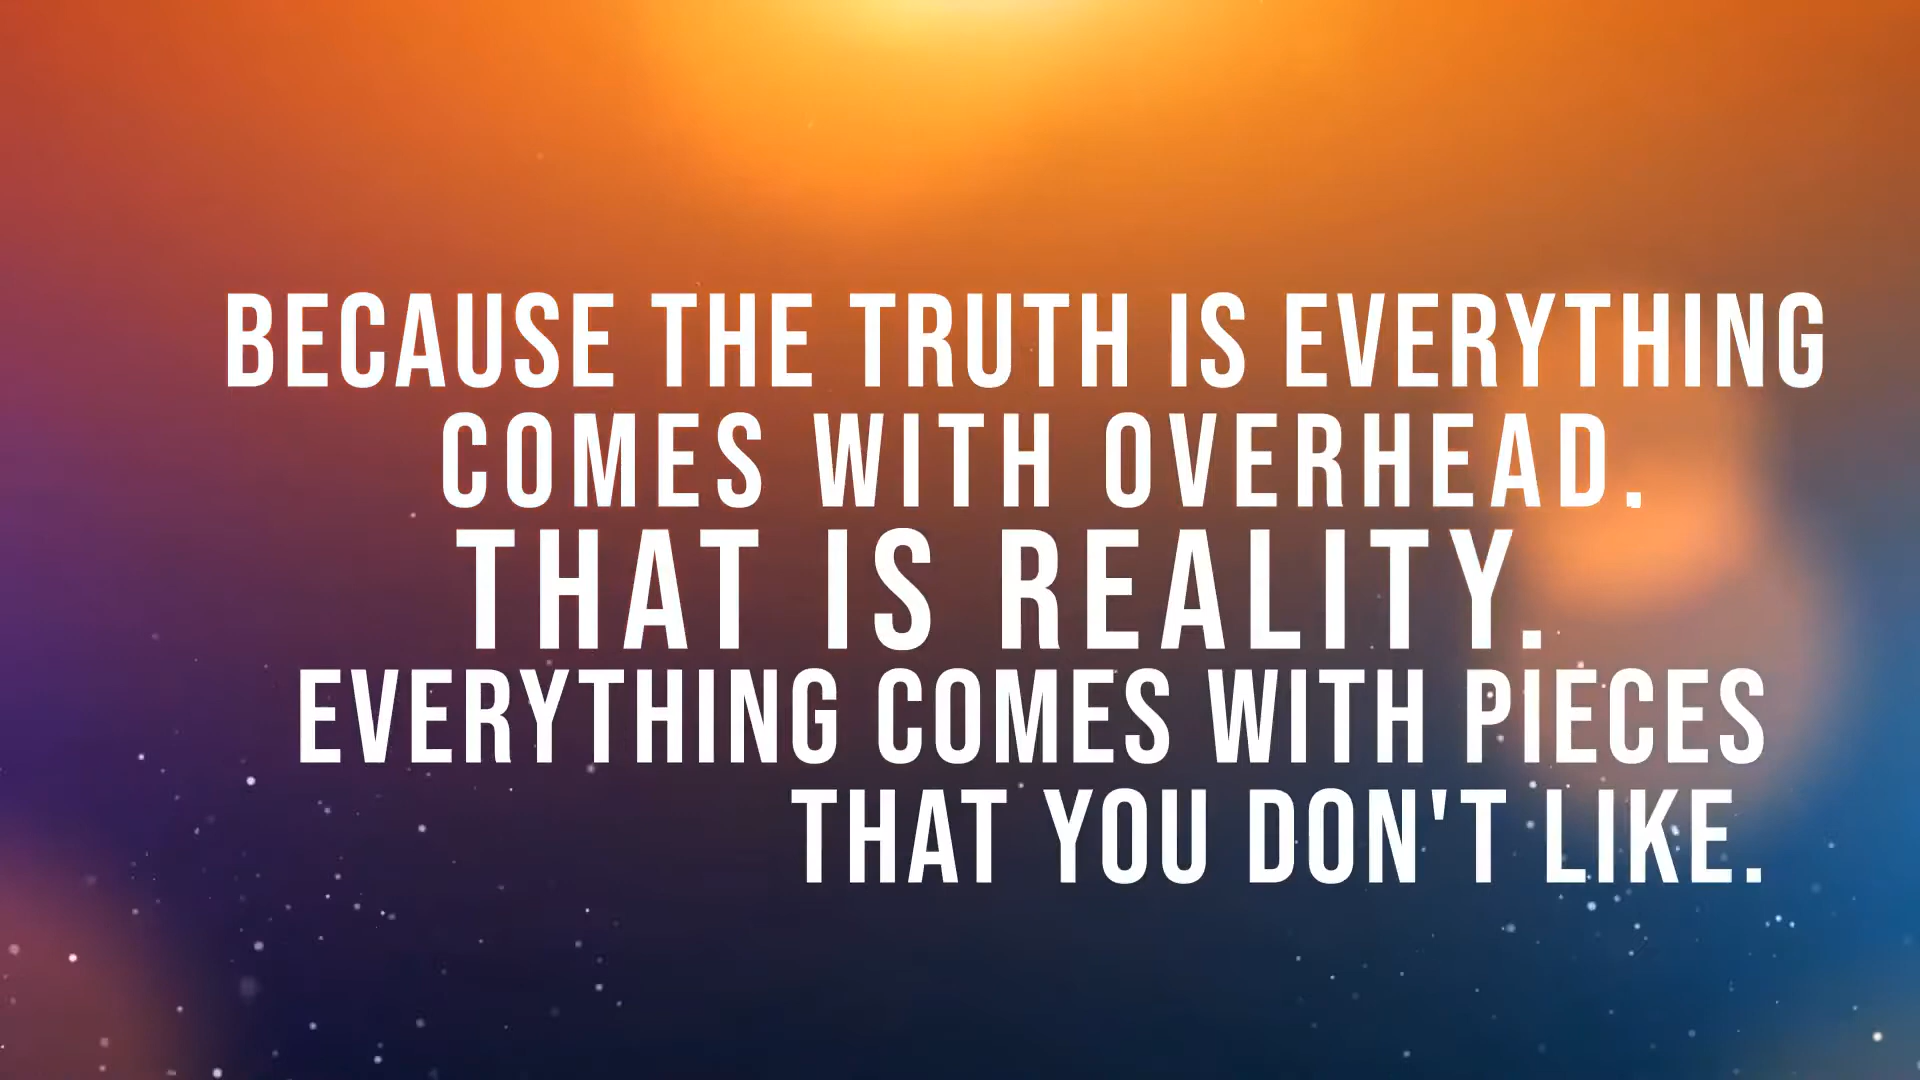 BECAUSE THE TRUTH IS EVERYTHING
COMES WITH OVERHEAD.
THAT IS REALITY.
EVERYTHING COMES WITH PIECES
THAT YOU DON'T LIKE.